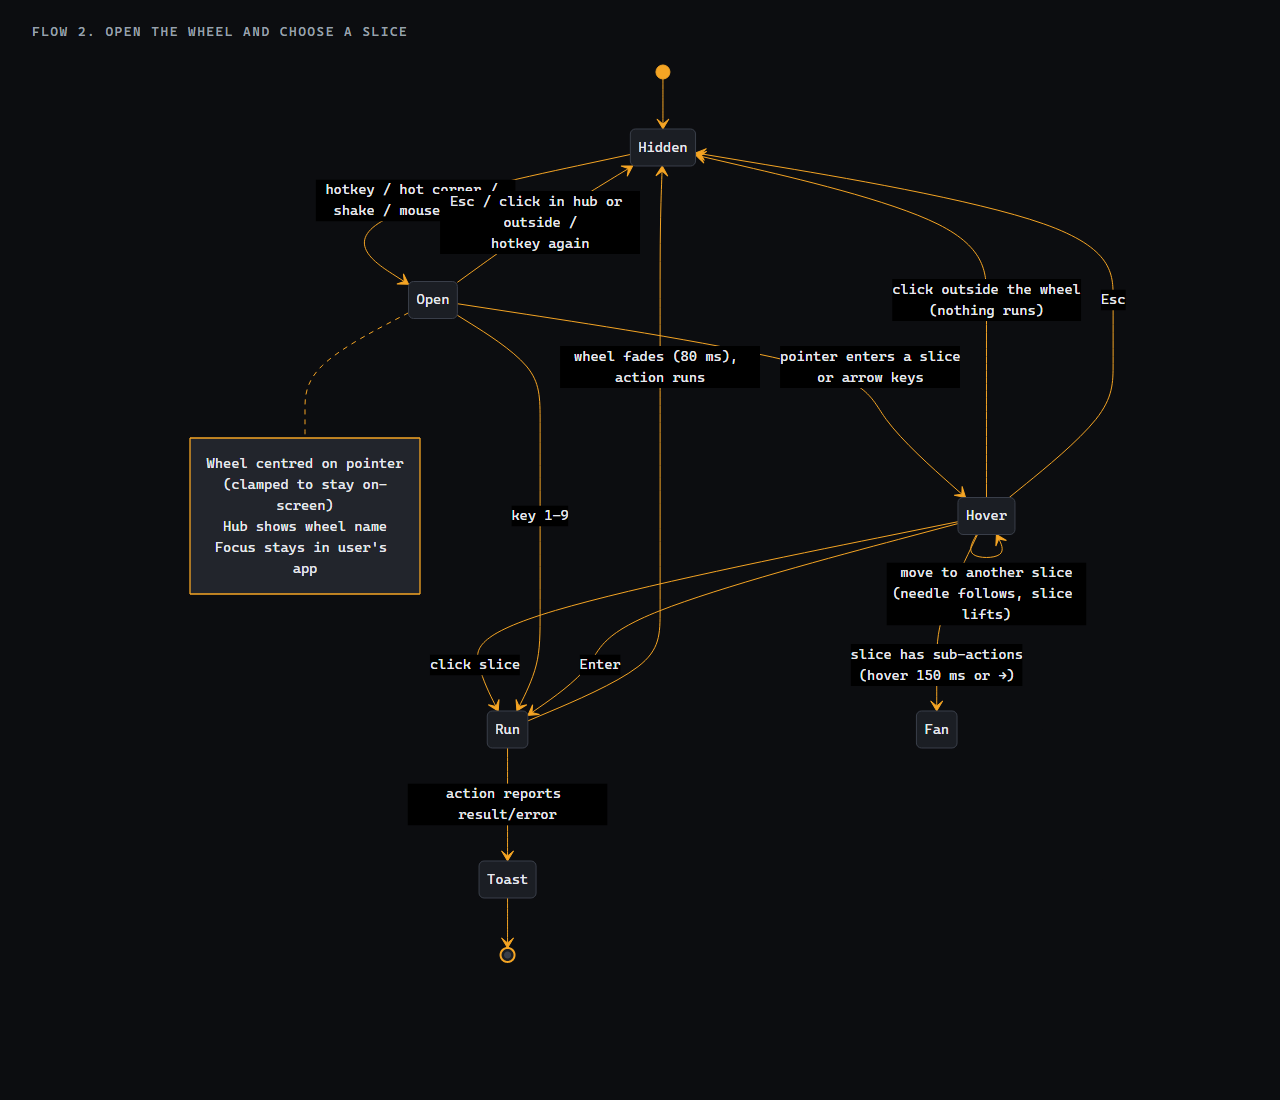 FLOW 2. OPEN THE WHEEL AND CHOOSE A SLICE
Hidden
hotkey / hot corner /
shake / mouse
Esc / click in hub or
outside /
hotkey again
click outside the wheel
(nothing runs)
Esc
Open
wheel fades (80 ms),
action runs
pointer enters a slice
or arrow keys
Wheel centred on pointer
(clamped to stay on-
screen)
Hub shows wheel name
Focus stays in user's
app
key 1-9
Hover
move to another slice
(needle follows, slice
lifts)
click slice
Enter
slice has sub-actions
(hover 150 ms or →)
Run
Fan
action reports
result/error
Toast